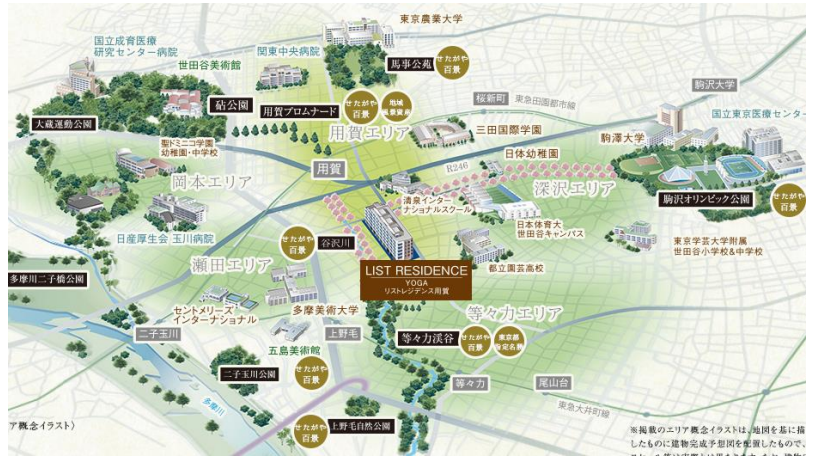 東京農業大学
国立成育医療
研究センター病院
関東中央病院
世田谷美術館
馬事公苑
せたがや
百景
砧公園
用賀プロムナード
せたがや
百景
地域
風景資産
桜新町
東急田園都市線
駒沢大学
国立東京医療センター
大蔵運動公園
用賀エリア
三田国際学園
駒澤大学
聖ドミニコ学園
幼稚園・中学校
日体幼稚園
用賀
R246
岡本エリア
深沢エリア
清泉インター
ナショナルスクール
駒沢オリンピック公園
せたがや
百景
日産厚生会 玉川病院
せたがや
百景
谷沢川
日本体育大
世田谷キャンパス
東京学芸大学附属
世田谷小学校&中学校
瀬田エリア
都立園芸高校
LIST RESIDENCE
YOGA
リストレジデンス用賀
多摩川二子橋公園
セントメリーズ
インターナショナル
多摩美術大学
等々力エリア
二子玉川
上野毛
等々力渓谷
せたがや
百景
東京都
指定名勝
五島美術館
せたがや
百景
二子玉川公園
等々力
尾山台
多摩川
東急大井町線
せたがや
百景
上野毛自然公園
ア概念イラスト）
※掲載のエリア概念イラストは、地図を基に描
したものに建物完成予想図を配置したもので、